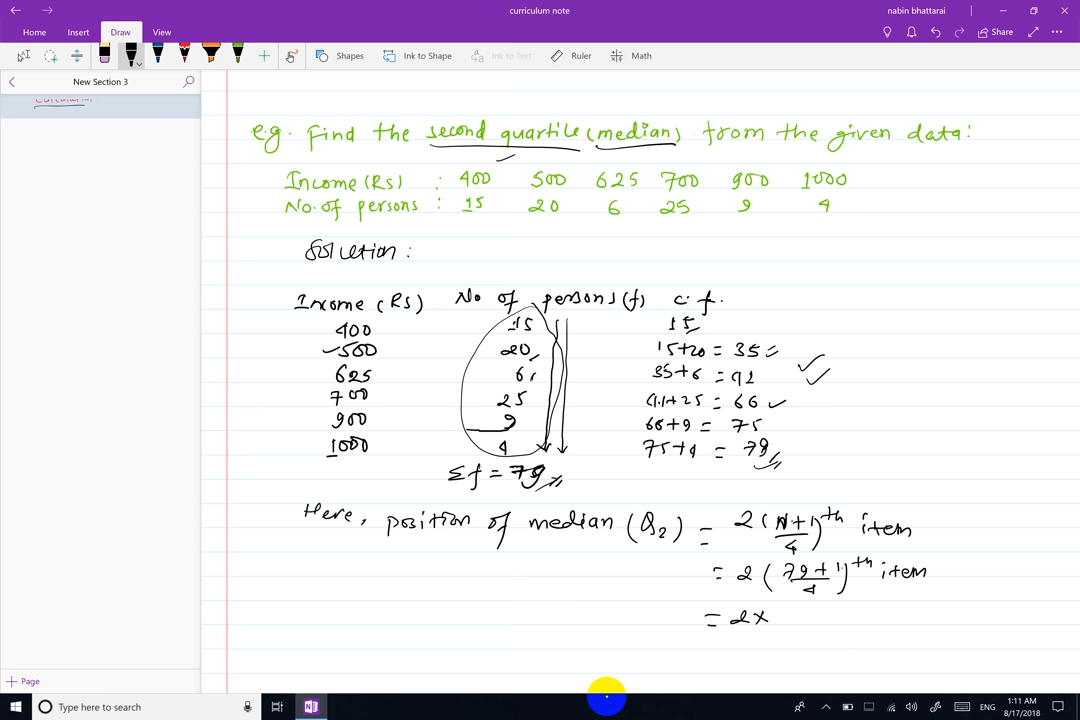 curriculum note
nabin bhattarai
Home Insert Draw View
Share
Shapes Ink to Shape Ink to Text Ruler Math
New Section 3
e.g. Find the second quartile (median) from the given data:
Income (Rs) : 400 500 625 700 900 1000
No. of persons : 15 20 6 25 9 4
Solution :
Income (Rs) No of persons (f) c.f.
400 15 15
500 20 15+20 = 35
625 6 35+6 = 41
700 25 41+25 = 66
900 9 66+9 = 75
1000 4 75+4 = 79
Σf = 79
Here, position of median (Q2) = 2 (N+1/4)th item
= 2 (79+1/4)th item
= 2×
Page
Type here to search
ENG
1:11 AM
8/17/2018